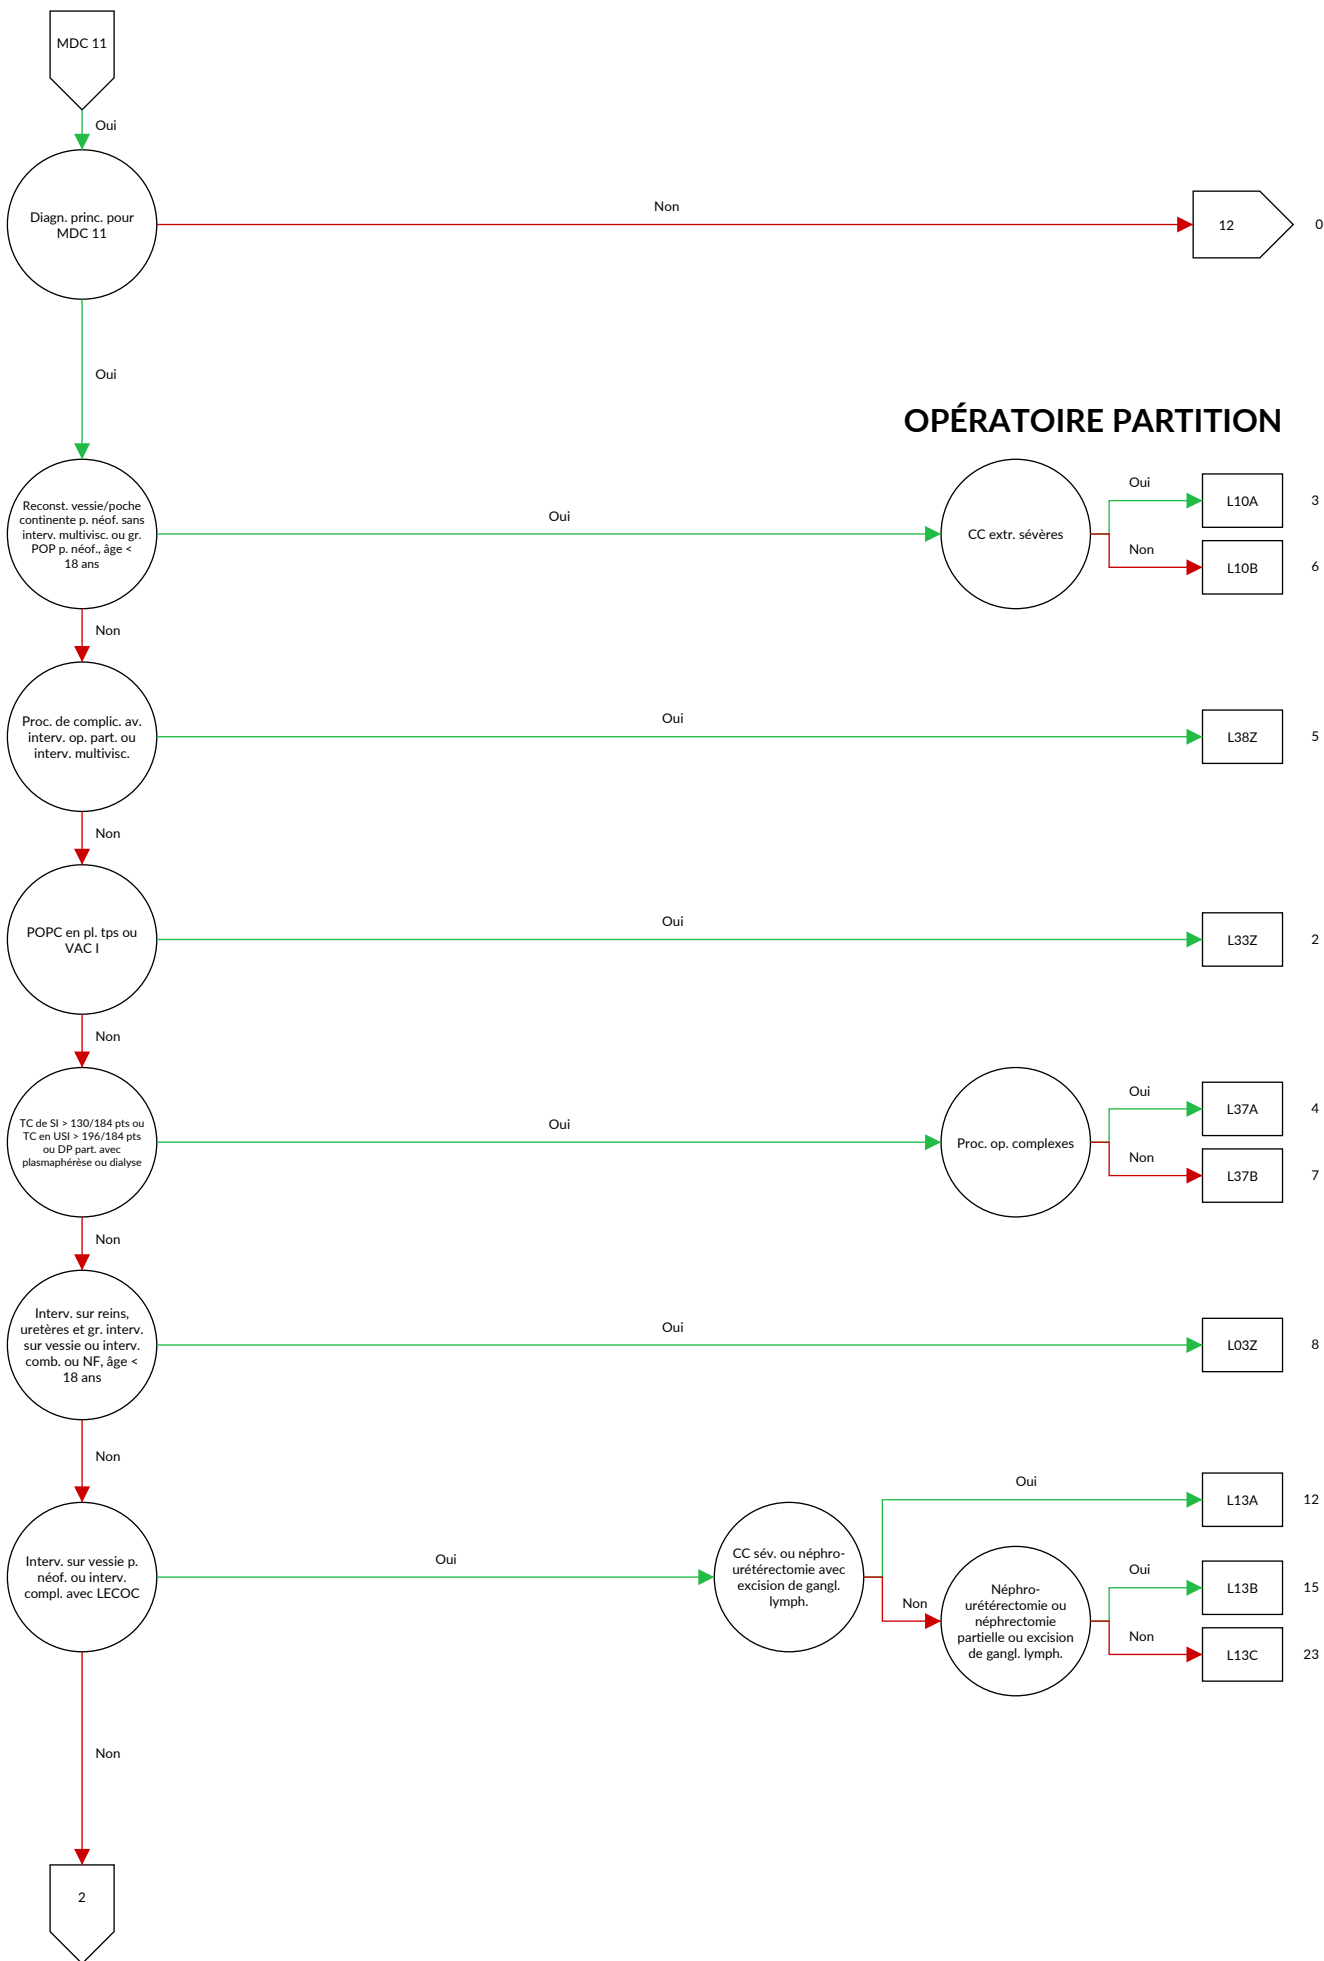 MDC 11
Oui
Diagn. princ. pour
MDC 11
Non
12
0
Oui
OPÉRATOIRE PARTITION
Reconst. vessie/poche
continente p. néof. sans
interv. multivisc. ou gr.
POP p. néof., âge <
18 ans
Oui
CC extr. sévères
Oui
L10A
3
Non
L10B
6
Non
Proc. de complic. av.
interv. op. part. ou
interv. multivisc.
Oui
L38Z
5
Non
POPC en pl. tps ou
VAC I
Oui
L33Z
2
Non
TC de SI > 130/184 pts ou
TC en USI > 196/184 pts
ou DP part. avec
plasmaphérèse ou dialyse
Oui
Proc. op. complexes
Oui
L37A
4
Non
L37B
7
Non
Interv. sur reins,
uretères et gr. interv.
sur vessie ou interv.
comb. ou NF, âge <
18 ans
Oui
L03Z
8
Non
Interv. sur vessie p.
néof. ou interv.
compl. avec LECOC
Oui
CC sév. ou néphro-
urétérectomie avec
excision de gangl.
lymph.
Oui
L13A
12
Non
Néphro-
urétérectomie ou
néphrectomie
partielle ou excision
de gangl. lymph.
Oui
L13B
15
Non
L13C
23
Non
2